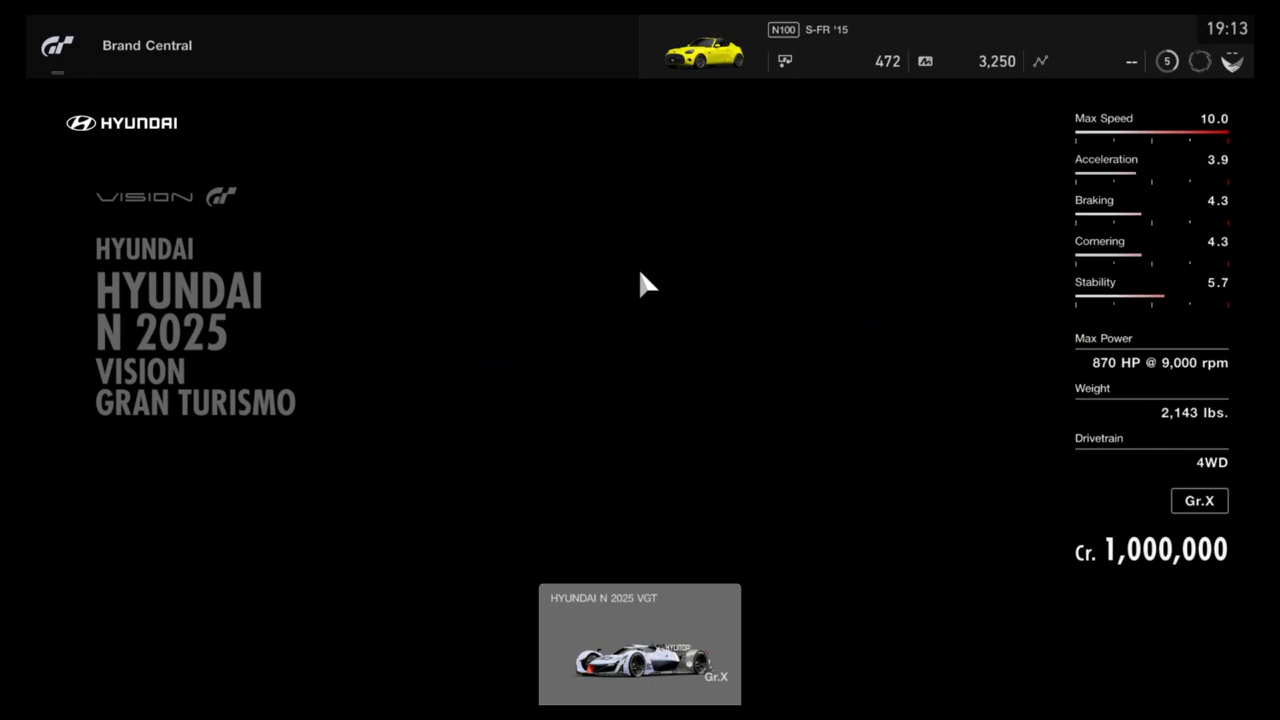 Brand Central
N100 S-FR '15
19:13
472
3,250
--
5
HYUNDAI
VISION GT
HYUNDAI
HYUNDAI
N 2025
VISION
GRAN TURISMO
Max Speed 10.0
Acceleration 3.9
Braking 4.3
Cornering 4.3
Stability 5.7
Max Power
870 HP @ 9,000 rpm
Weight
2,143 lbs.
Drivetrain
4WD
Gr.X
Cr. 1,000,000
HYUNDAI N 2025 VGT
Gr.X